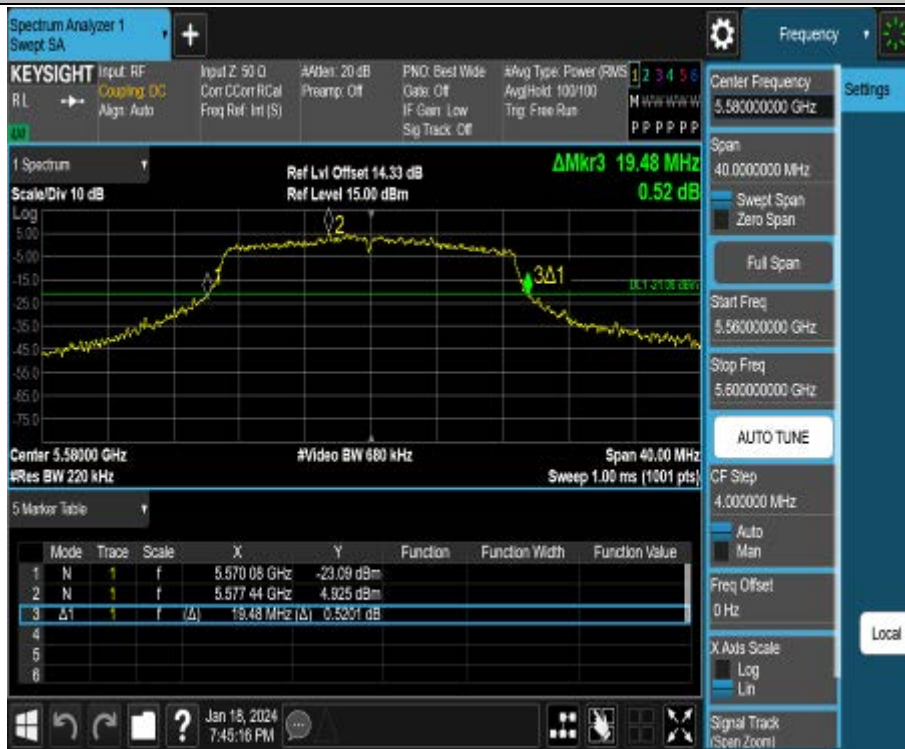 Spectrum Analyzer 1
Swept SA
+
Frequency
KEYSIGHT
Input: RF
Coupling: DC
Align: Auto
RL
Input Z: 50 Ω
Corr CCorr RCal
Freq Ref: Int (S)
#Atten: 20 dB
Preamp: Off
PNO: Best Wide
Gate: Off
IF Gain: Low
Sig Track: Off
#Avg Type: Power (RMS
Avg|Hold: 100/100
Trig: Free Run
1 2 3 4 5 6
M W W W W W
P P P P P P
1 Spectrum
Scale/Div 10 dB
Ref Lvl Offset 14.33 dB
Ref Level 15.00 dBm
ΔMkr3 19.48 MHz
0.52 dB
Log
5.00
-5.00
-15.0
-25.0
-35.0
-45.0
-55.0
-65.0
-75.0
1
2
3Δ1
DL1 -21.08 dBm
Center 5.58000 GHz
#Res BW 220 kHz
#Video BW 680 kHz
Span 40.00 MHz
Sweep 1.00 ms (1001 pts)
5 Marker Table
Mode Trace Scale X Y Function Function Width Function Value
1 N 1 f 5.570 08 GHz -23.09 dBm
2 N 1 f 5.577 44 GHz 4.925 dBm
3 Δ1 1 f (Δ) 19.48 MHz (Δ) 0.5201 dB
4
5
6
Jan 18, 2024
7:45:16 PM
?
Center Frequency
5.580000000 GHz
Settings
Span
40.0000000 MHz
Swept Span
Zero Span
Full Span
Start Freq
5.560000000 GHz
Stop Freq
5.600000000 GHz
AUTO TUNE
CF Step
4.000000 MHz
Auto
Man
Freq Offset
0 Hz
Local
X Axis Scale
Log
Lin
Signal Track
(Span Zoom)